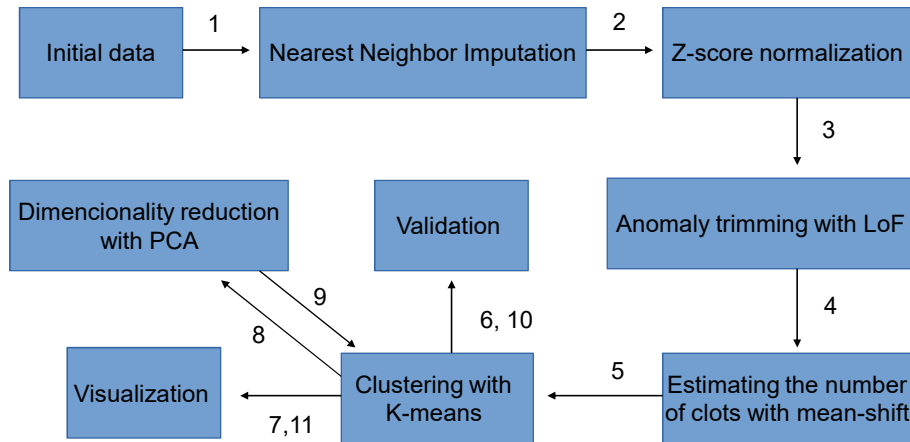 1
2
Initial data
Nearest Neighbor Imputation
Z-score normalization
3
Dimencionality reduction
with PCA
Validation
Anomaly trimming with LoF
9
8
6, 10
4
5
Visualization
7,11
Clustering with
K-means
Estimating the number
of clots with mean-shift